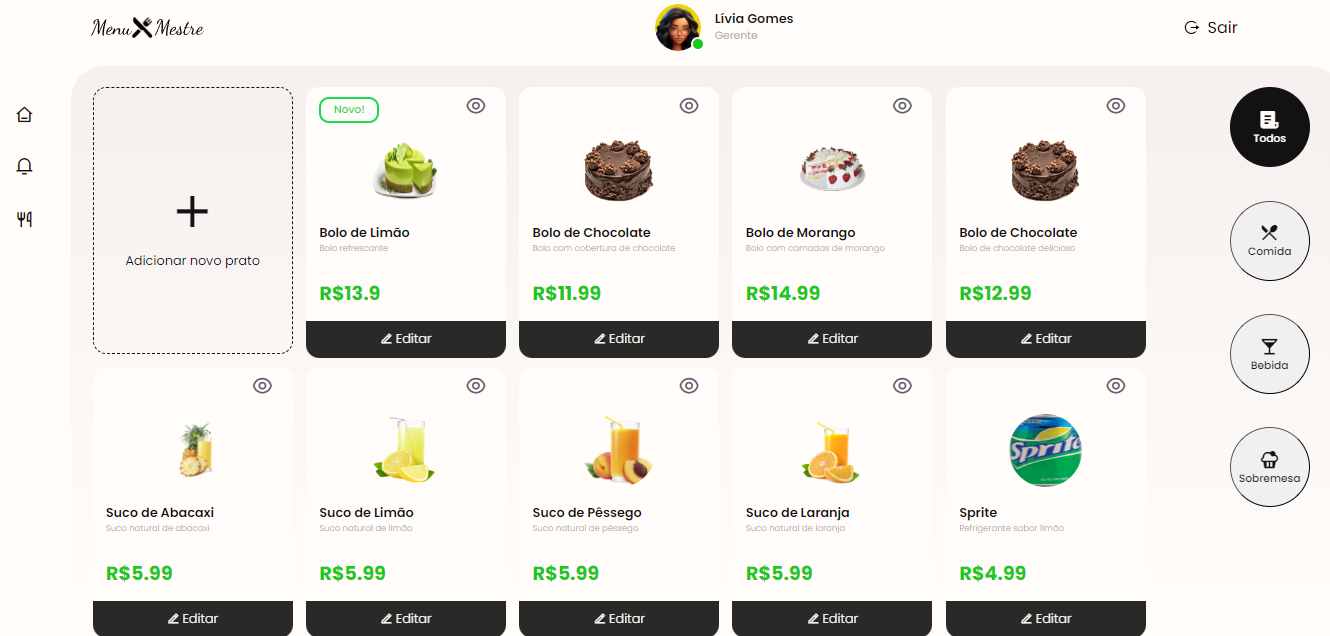 Menu Mestre
Lívia Gomes
Gerente
Sair
Adicionar novo prato
Novo!
Bolo de Limão
Bolo refrescante
R$13.9
Editar
Bolo de Chocolate
Bolo com cobertura de chocolate
R$11.99
Editar
Bolo de Morango
Bolo com camadas de morango
R$14.99
Editar
Bolo de Chocolate
Bolo de chocolate delicioso
R$12.99
Editar
Suco de Abacaxi
Suco natural de abacaxi
R$5.99
Editar
Suco de Limão
Suco natural de limão
R$5.99
Editar
Suco de Pêssego
Suco natural de pêssego
R$5.99
Editar
Suco de Laranja
Suco natural de laranja
R$5.99
Editar
Sprite
Sprite
Refrigerante sabor limão
R$4.99
Editar
Todos
Comida
Bebida
Sobremesa